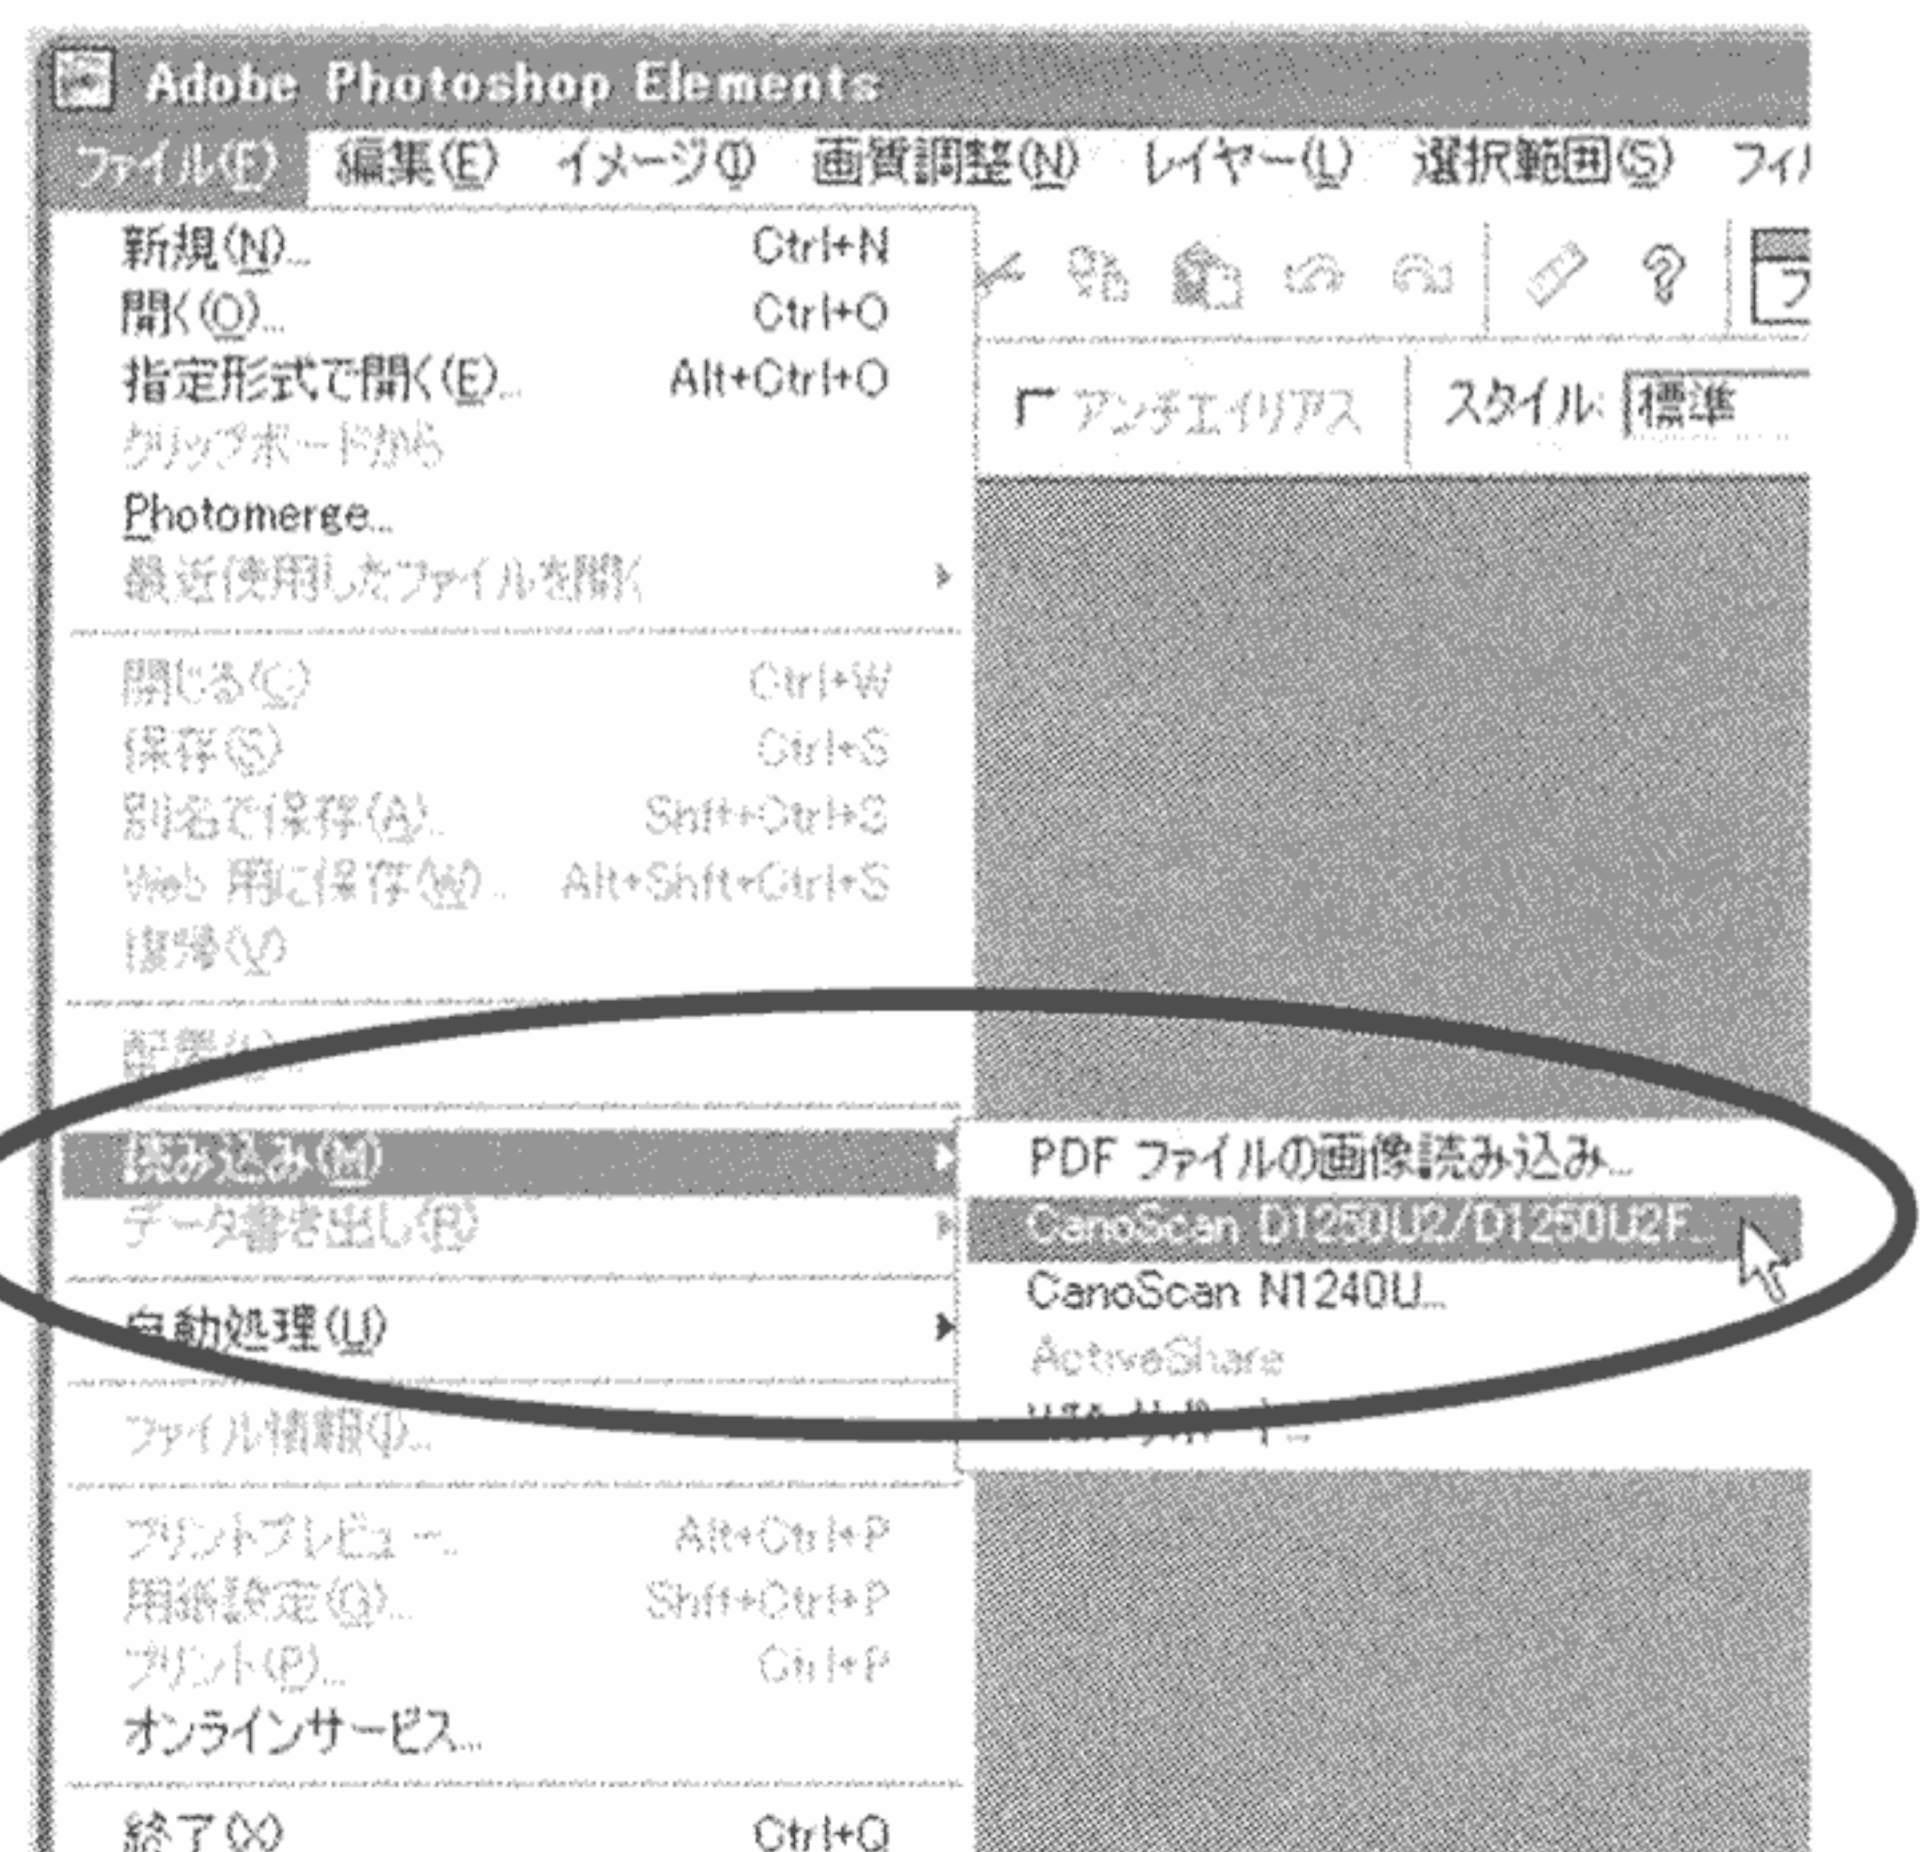 Adobe Photoshop Elements
ファイル(F) 編集(E) イメージ(I) 画質調整(N) レイヤー(L) 選択範囲(S) フィル
新規(N)... Ctrl+N
開く(O)... Ctrl+O
指定形式で開く(E)... Alt+Ctrl+O
アンチエイリアス スタイル: 標準
クリップボードから
Photomerge...
最近使用したファイルを開く
閉じる(C) Ctrl+W
保存(S) Ctrl+S
別名で保存(A)... Shft+Ctrl+S
Web 用に保存(W)... Alt+Shft+Ctrl+S
復帰(V)
配置(L)...
読み込み(M) PDF ファイルの画像読み込み...
データ書き出し(R) CanoScan D1250U2/D1250U2F...
CanoScan N1240U...
自動処理(U)
ActiveShare
ファイル情報(I)...
プリントプレビュー... Alt+Ctrl+P
用紙設定(G)... Shft+Ctrl+P
プリント(P)... Ctrl+P
オンラインサービス...
終了(X) Ctrl+Q